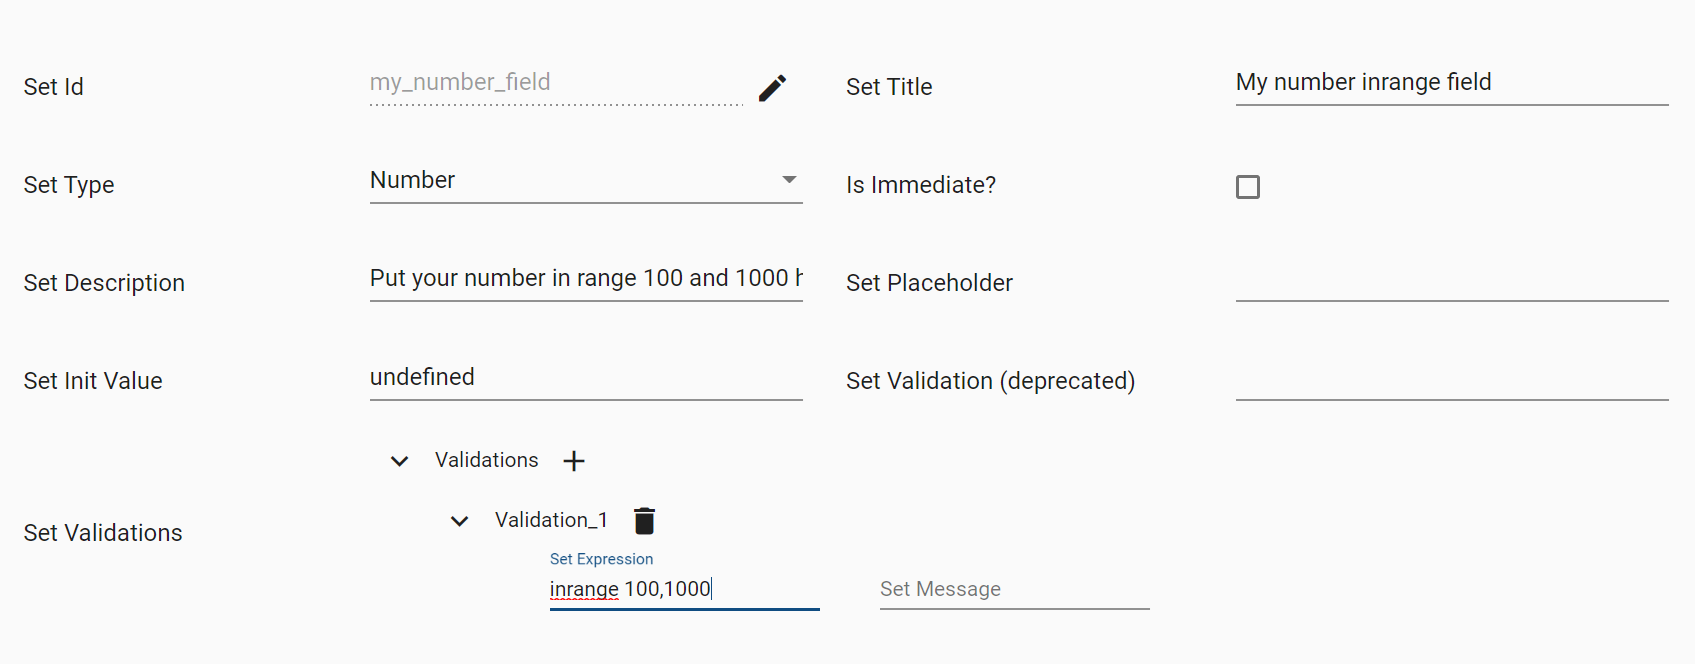 Set Id
my_number_field
Set Title
My number inrange field
Set Type
Number
Is Immediate?
Set Description
Put your number in range 100 and 1000
Set Placeholder
Set Init Value
undefined
Set Validation (deprecated)
Validations
Set Validations
Validation_1
Set Expression
inrange 100,1000
Set Message